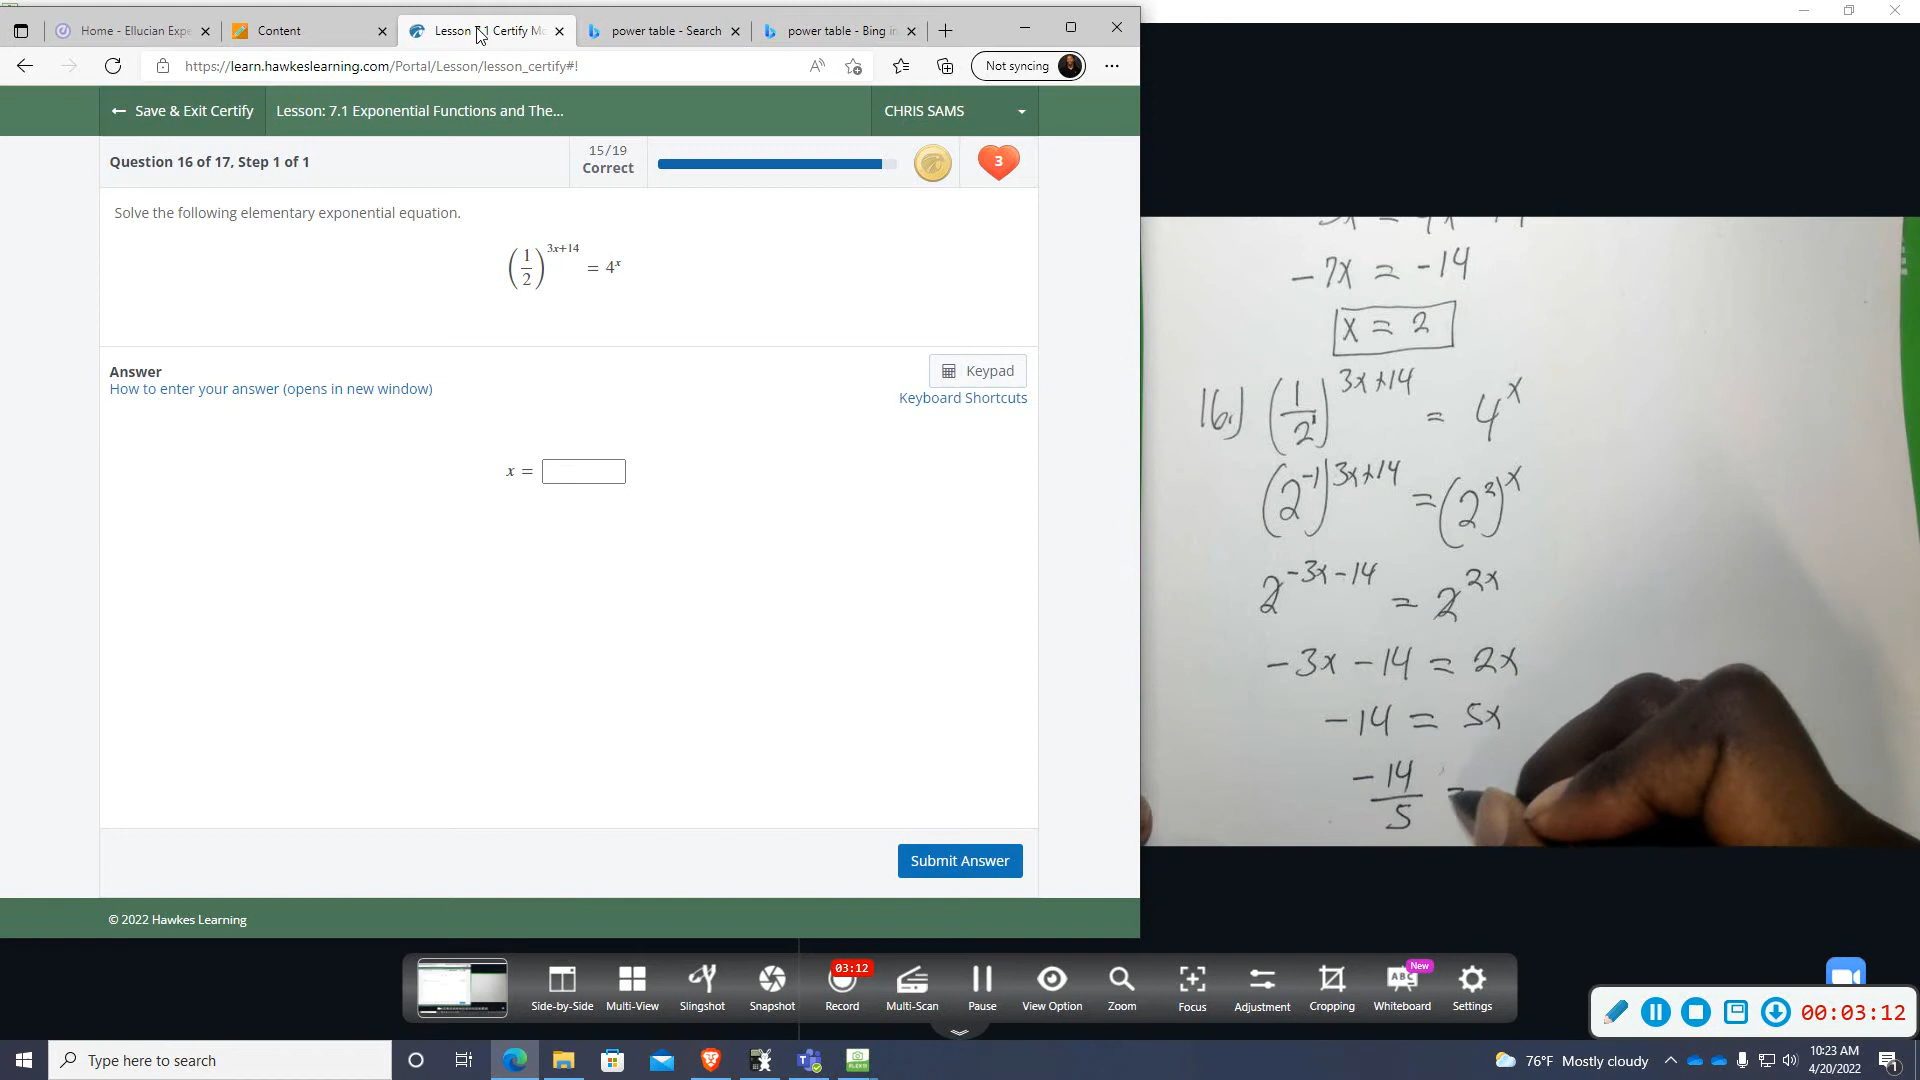 Home - Ellucian Expe
Content
Lesson 7.1 Certify Mo
power table - Search
power table - Bing in
https://learn.hawkeslearning.com/Portal/Lesson/lesson_certify#!
Not syncing
← Save & Exit Certify
Lesson: 7.1 Exponential Functions and The...
CHRIS SAMS
Question 16 of 17, Step 1 of 1
15/19
Correct
3
Solve the following elementary exponential equation.
(1/2)^(3x+14) = 4^x
Answer
How to enter your answer (opens in new window)
Keypad
Keyboard Shortcuts
x =
Submit Answer
© 2022 Hawkes Learning
-7x = -14
x = 2
16.) (1/2¹)^(3x+14) = 4^x
(2^-1)^(3x+14) = (2^2)^x
2^(-3x-14) = 2^(2x)
-3x - 14 = 2x
-14 = 5x
-14/5 =
03:12
New
ABC
Side-by-Side
Multi-View
Slingshot
Snapshot
Record
Multi-Scan
Pause
View Option
Zoom
Focus
Adjustment
Cropping
Whiteboard
Settings
00:03:12
Type here to search
76°F Mostly cloudy
10:23 AM
4/20/2022
1